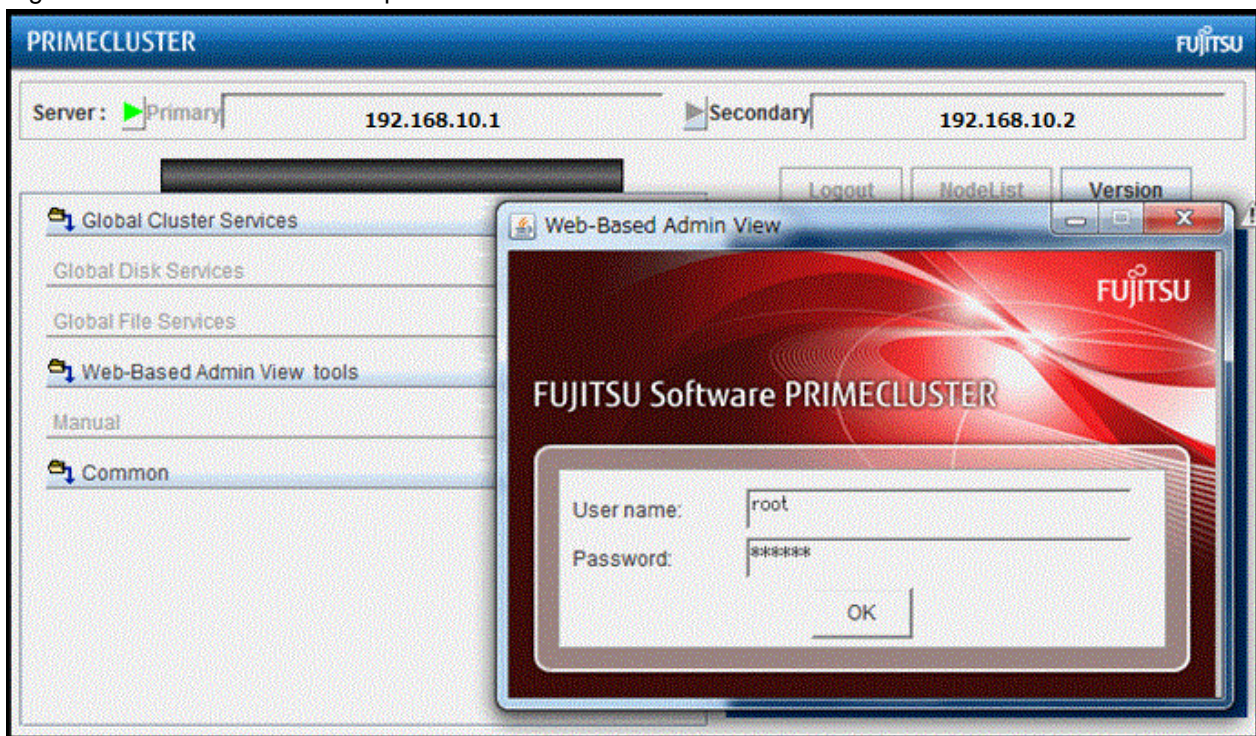 PRIMECLUSTER
FUJITSU
Server: Primary 192.168.10.1 Secondary 192.168.10.2
Logout NodeList Version
Global Cluster Services
Global Disk Services
Global File Services
Web-Based Admin View tools
Manual
Common
Web-Based Admin View
FUJITSU
FUJITSU Software PRIMECLUSTER
User name: root
Password: ******
OK